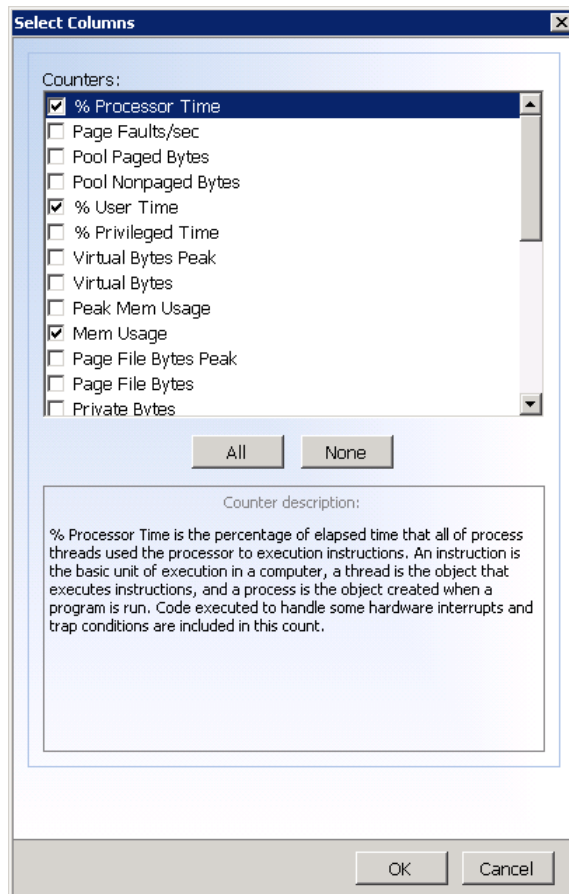 Select Columns
Counters:
% Processor Time
Page Faults/sec
Pool Paged Bytes
Pool Nonpaged Bytes
% User Time
% Privileged Time
Virtual Bytes Peak
Virtual Bytes
Peak Mem Usage
Mem Usage
Page File Bytes Peak
Page File Bytes
Private Bytes
All None
Counter description:
% Processor Time is the percentage of elapsed time that all of process
threads used the processor to execution instructions. An instruction is
the basic unit of execution in a computer, a thread is the object that
executes instructions, and a process is the object created when a
program is run. Code executed to handle some hardware interrupts and
trap conditions are included in this count.
OK Cancel